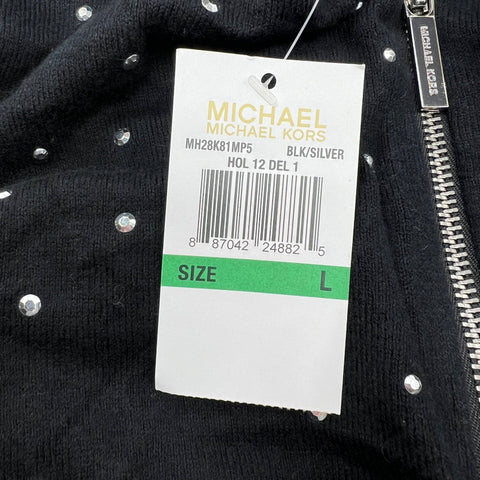 MICHAEL
MICHAEL KORS
MH28K81MP5 BLK/SILVER
HOL 12 DEL 1
8 87042 24882 5
SIZE L
MICHAEL KORS